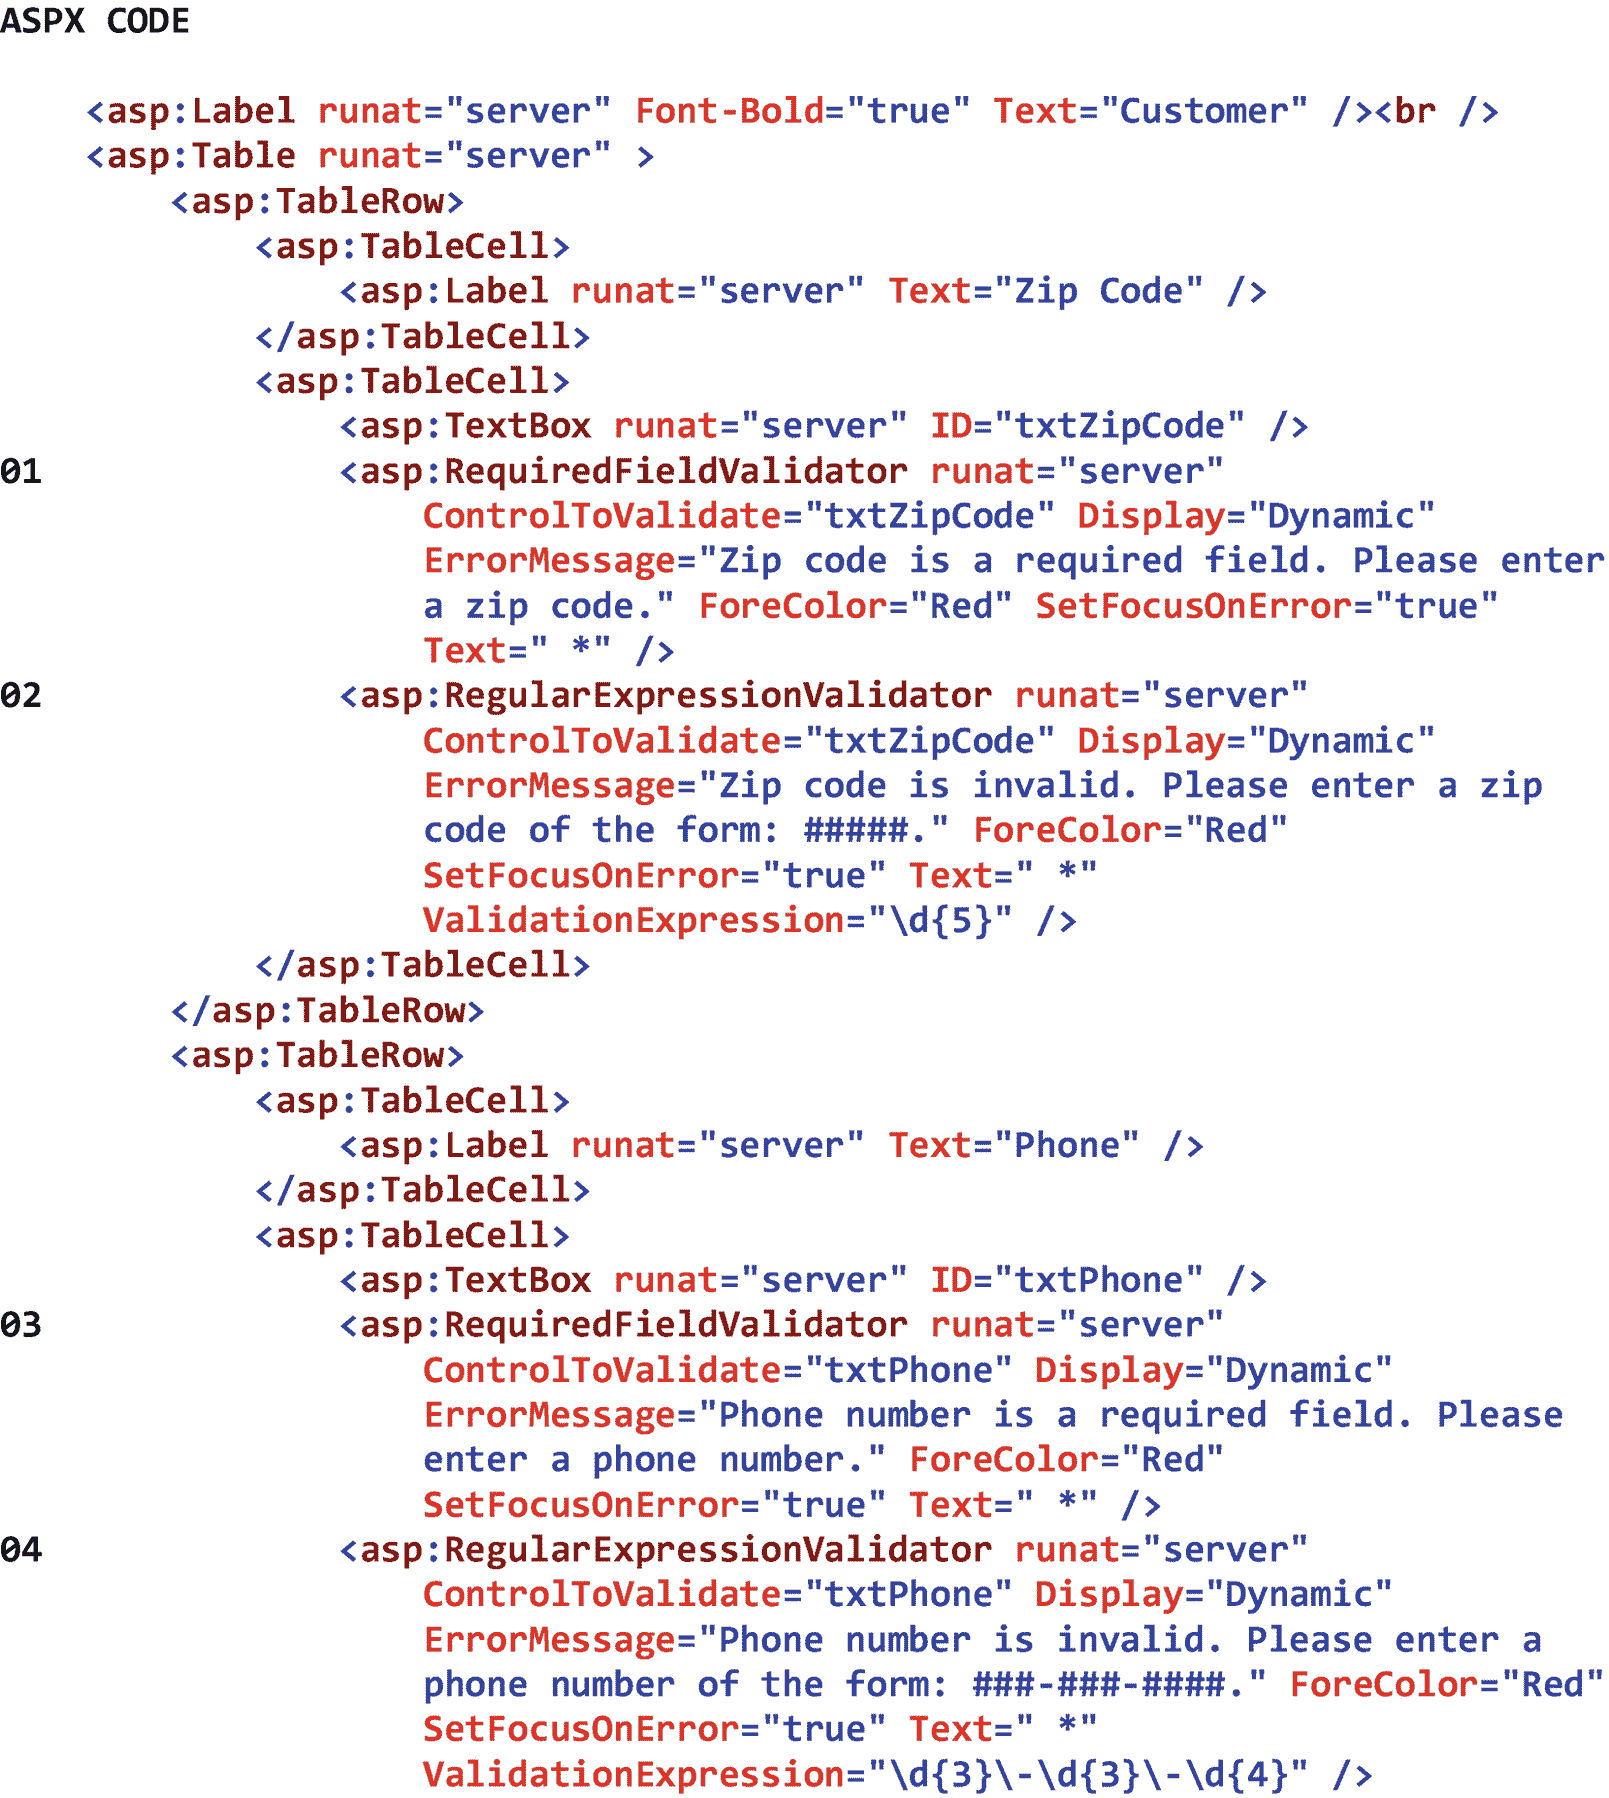 ASPX CODE
<asp:Label runat="server" Font-Bold="true" Text="Customer" /><br />
<asp:Table runat="server" >
<asp:TableRow>
<asp:TableCell>
<asp:Label runat="server" Text="Zip Code" />
</asp:TableCell>
<asp:TableCell>
<asp:TextBox runat="server" ID="txtZipCode" />
01 <asp:RequiredFieldValidator runat="server"
ControlToValidate="txtZipCode" Display="Dynamic"
ErrorMessage="Zip code is a required field. Please enter
a zip code." ForeColor="Red" SetFocusOnError="true"
Text=" *" />
02 <asp:RegularExpressionValidator runat="server"
ControlToValidate="txtZipCode" Display="Dynamic"
ErrorMessage="Zip code is invalid. Please enter a zip
code of the form: #####." ForeColor="Red"
SetFocusOnError="true" Text=" *"
ValidationExpression="\d{5}" />
</asp:TableCell>
</asp:TableRow>
<asp:TableRow>
<asp:TableCell>
<asp:Label runat="server" Text="Phone" />
</asp:TableCell>
<asp:TableCell>
<asp:TextBox runat="server" ID="txtPhone" />
03 <asp:RequiredFieldValidator runat="server"
ControlToValidate="txtPhone" Display="Dynamic"
ErrorMessage="Phone number is a required field. Please
enter a phone number." ForeColor="Red"
SetFocusOnError="true" Text=" *" />
04 <asp:RegularExpressionValidator runat="server"
ControlToValidate="txtPhone" Display="Dynamic"
ErrorMessage="Phone number is invalid. Please enter a
phone number of the form: ###-###-####." ForeColor="Red"
SetFocusOnError="true" Text=" *"
ValidationExpression="\d{3}\-\d{3}\-\d{4}" />